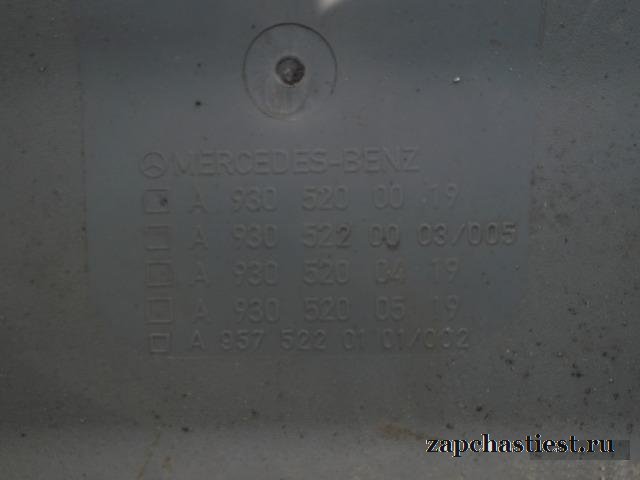 MERCEDES-BENZ
A 930 520 00 19
A 930 522 00 03/005
A 930 520 04 19
A 930 520 05 19
A 957 522 01 01/002
zapchastiest.ru